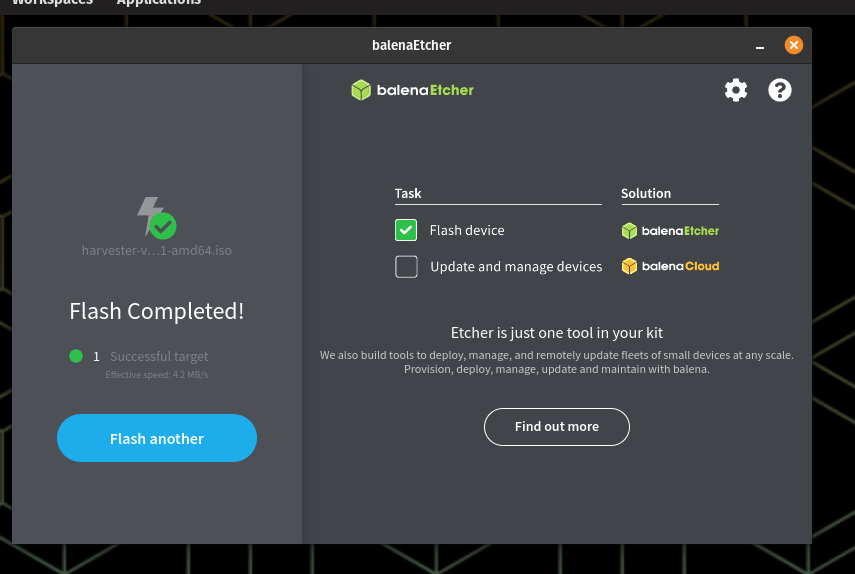 Workspaces Applications
balenaEtcher
balenaEtcher
Task Solution
Flash device balenaEtcher
Update and manage devices balenaCloud
harvester-v...1-amd64.iso
Flash Completed!
1 Successful target
Effective speed: 4.2 MB/s
Flash another
Etcher is just one tool in your kit
We also build tools to deploy, manage, and remotely update fleets of small devices at any scale.
Provision, deploy, manage, update and maintain with balena.
Find out more